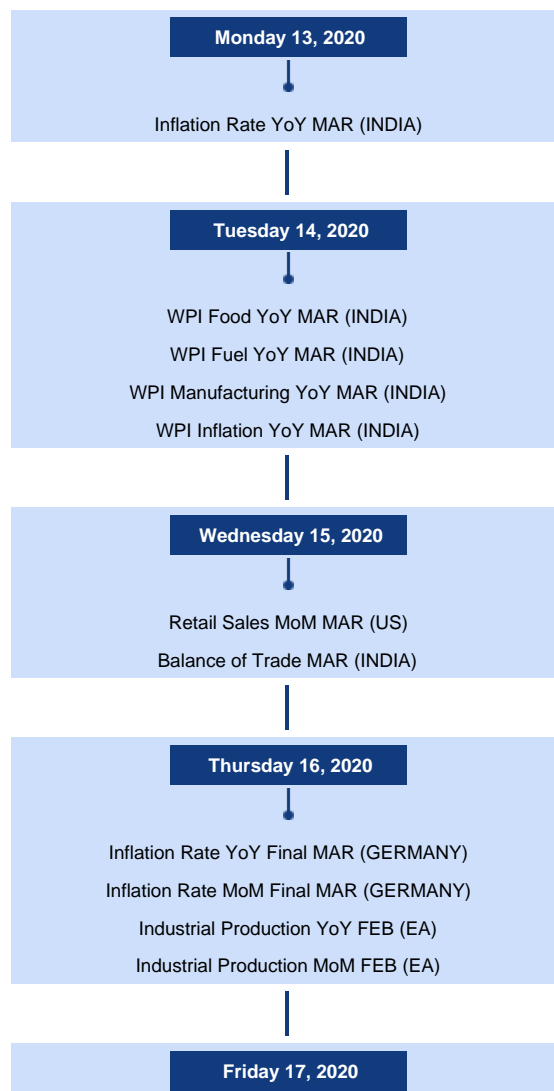 Monday 13, 2020
Inflation Rate YoY MAR (INDIA)
Tuesday 14, 2020
WPI Food YoY MAR (INDIA)
WPI Fuel YoY MAR (INDIA)
WPI Manufacturing YoY MAR (INDIA)
WPI Inflation YoY MAR (INDIA)
Wednesday 15, 2020
Retail Sales MoM MAR (US)
Balance of Trade MAR (INDIA)
Thursday 16, 2020
Inflation Rate YoY Final MAR (GERMANY)
Inflation Rate MoM Final MAR (GERMANY)
Industrial Production YoY FEB (EA)
Industrial Production MoM FEB (EA)
Friday 17, 2020